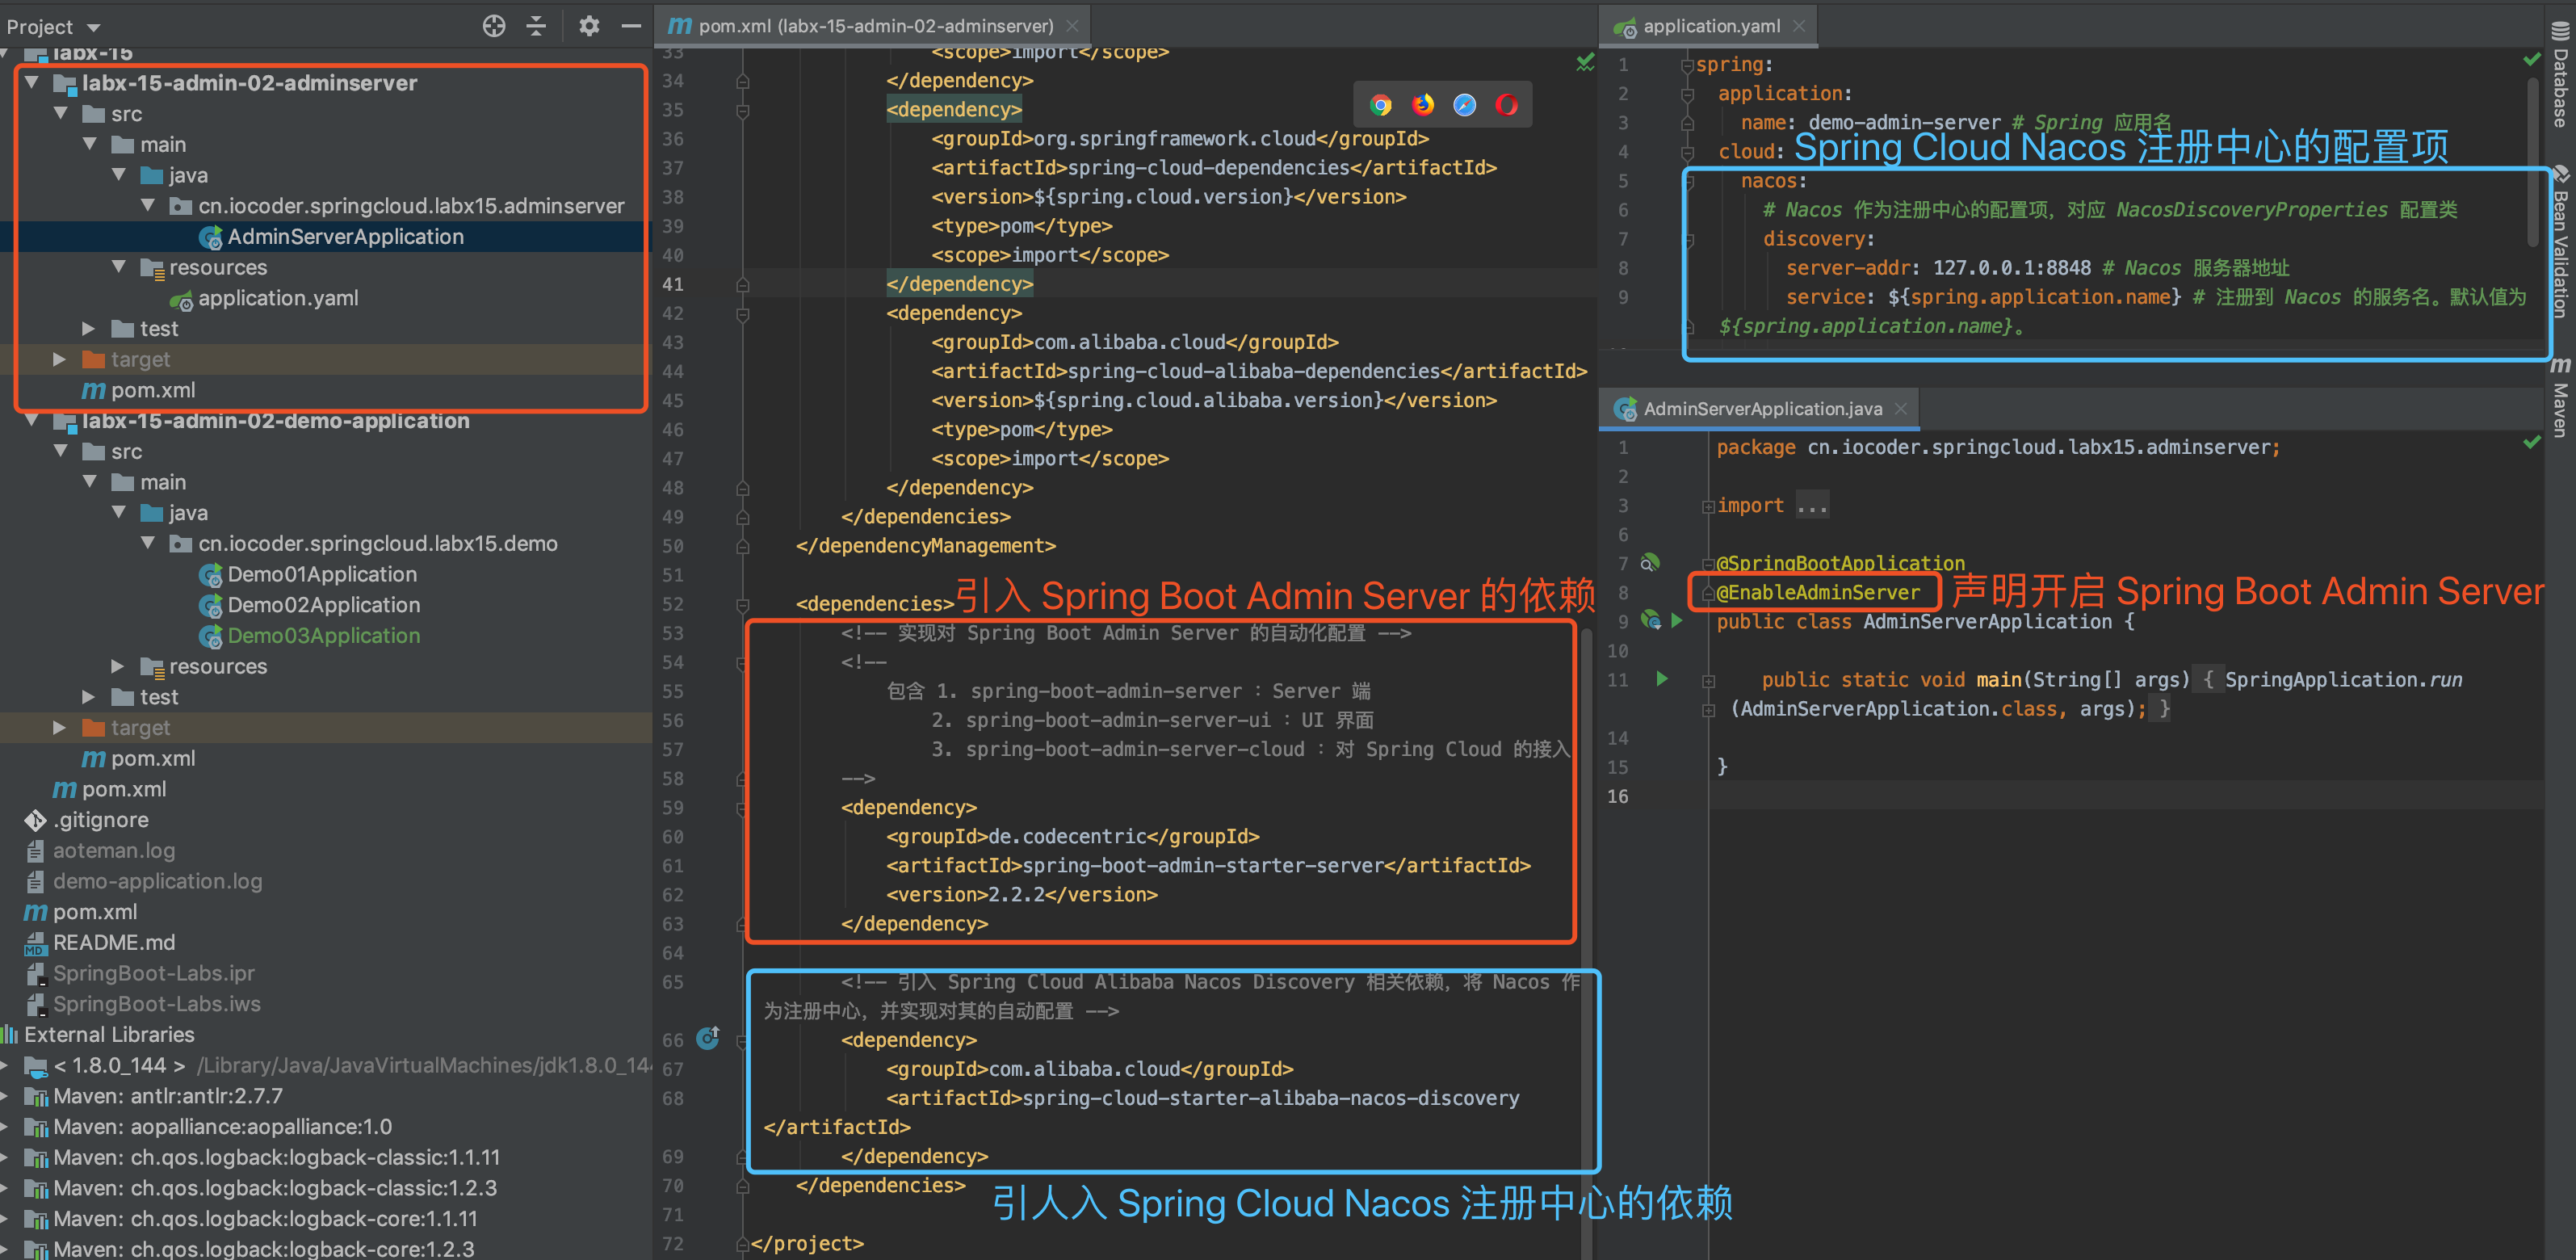 Project
labx-15
labx-15-admin-02-adminserver
src
main
java
cn.iocoder.springcloud.labx15.adminserver
AdminServerApplication
resources
application.yaml
test
target
pom.xml
labx-15-admin-02-demo-application
src
main
java
cn.iocoder.springcloud.labx15.demo
Demo01Application
Demo02Application
Demo03Application
resources
test
target
pom.xml
pom.xml
.gitignore
aoteman.log
demo-application.log
pom.xml
README.md
SpringBoot-Labs.ipr
SpringBoot-Labs.iws
External Libraries
< 1.8.0_144 > /Library/Java/JavaVirtualMachines/jdk1.8.0_14
Maven: antlr:antlr:2.7.7
Maven: aopalliance:aopalliance:1.0
Maven: ch.qos.logback:logback-classic:1.1.11
Maven: ch.qos.logback:logback-classic:1.2.3
Maven: ch.qos.logback:logback-core:1.1.11
Maven: ch.qos.logback:logback-core:1.2.3
pom.xml (labx-15-admin-02-adminserver)
33 <scope>import</scope>
34 </dependency>
35 <dependency>
36 <groupId>org.springframework.cloud</groupId>
37 <artifactId>spring-cloud-dependencies</artifactId>
38 <version>${spring.cloud.version}</version>
39 <type>pom</type>
40 <scope>import</scope>
41 </dependency>
42 <dependency>
43 <groupId>com.alibaba.cloud</groupId>
44 <artifactId>spring-cloud-alibaba-dependencies</artifactId>
45 <version>${spring.cloud.alibaba.version}</version>
46 <type>pom</type>
47 <scope>import</scope>
48 </dependency>
49 </dependencies>
50 </dependencyManagement>
51
52 <dependencies> 引入 Spring Boot Admin Server 的依赖
53 <!-- 实现对 Spring Boot Admin Server 的自动化配置 -->
54 <!--
55 包含 1. spring-boot-admin-server : Server 端
56 2. spring-boot-admin-server-ui : UI 界面
57 3. spring-boot-admin-server-cloud : 对 Spring Cloud 的接入
58 -->
59 <dependency>
60 <groupId>de.codecentric</groupId>
61 <artifactId>spring-boot-admin-starter-server</artifactId>
62 <version>2.2.2</version>
63 </dependency>
64
65 <!-- 引入 Spring Cloud Alibaba Nacos Discovery 相关依赖，将 Nacos 作
为注册中心，并实现对其的自动配置 -->
66 <dependency>
67 <groupId>com.alibaba.cloud</groupId>
68 <artifactId>spring-cloud-starter-alibaba-nacos-discovery
</artifactId>
69 </dependency>
70 </dependencies>
引人入 Spring Cloud Nacos 注册中心的依赖
71
72 </project>
application.yaml
1 spring:
2 application:
3 name: demo-admin-server # Spring 应用名
4 cloud: Spring Cloud Nacos 注册中心的配置项
5 nacos:
6 # Nacos 作为注册中心的配置项，对应 NacosDiscoveryProperties 配置类
7 discovery:
8 server-addr: 127.0.0.1:8848 # Nacos 服务器地址
9 service: ${spring.application.name} # 注册到 Nacos 的服务名。默认值为
${spring.application.name}。
AdminServerApplication.java
1 package cn.iocoder.springcloud.labx15.adminserver;
2
3 import ...
6
7 @SpringBootApplication
8 @EnableAdminServer 声明开启 Spring Boot Admin Server
9 public class AdminServerApplication {
10
11 public static void main(String[] args) { SpringApplication.run
(AdminServerApplication.class, args); }
14
15 }
16
Database
Bean Validation
Maven